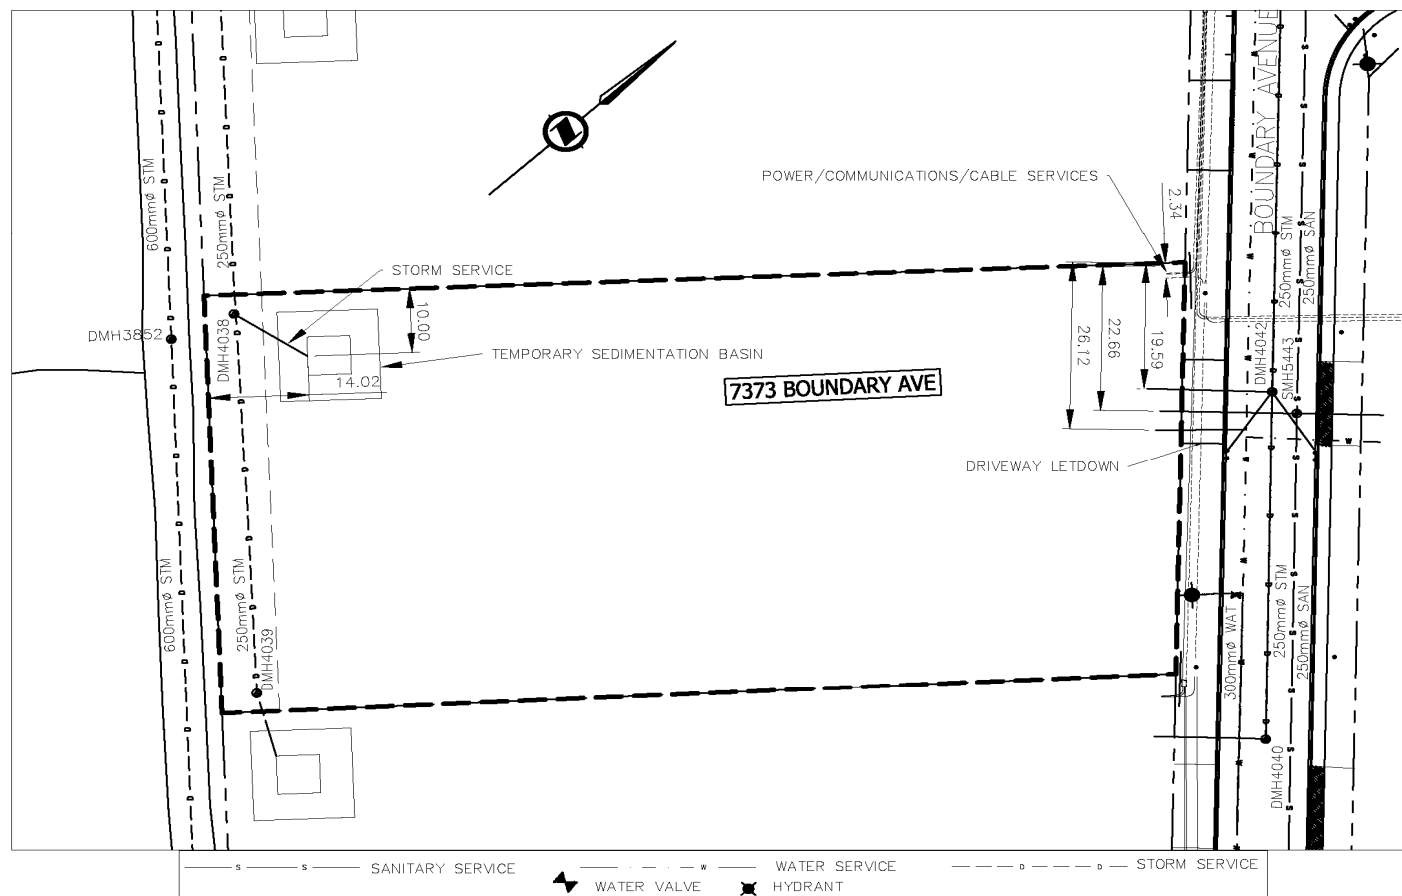 BOUNDARY AVENUE
600mmø STM
250mmø STM
POWER/COMMUNICATIONS/CABLE SERVICES
2.34
250mmø STM
250mmø SAN
STORM SERVICE
10.00
DMH3852
DMH4038
TEMPORARY SEDIMENTATION BASIN
14.02
7373 BOUNDARY AVE
26.12
22.66
19.59
DMH4042
SMH5443
DRIVEWAY LETDOWN
600mmø STM
250mmø STM
DMH4039
300mmø WAT
250mmø STM
250mmø SAN
DMH4040
S S SANITARY SERVICE
W WATER SERVICE
D D STORM SERVICE
WATER VALVE
HYDRANT